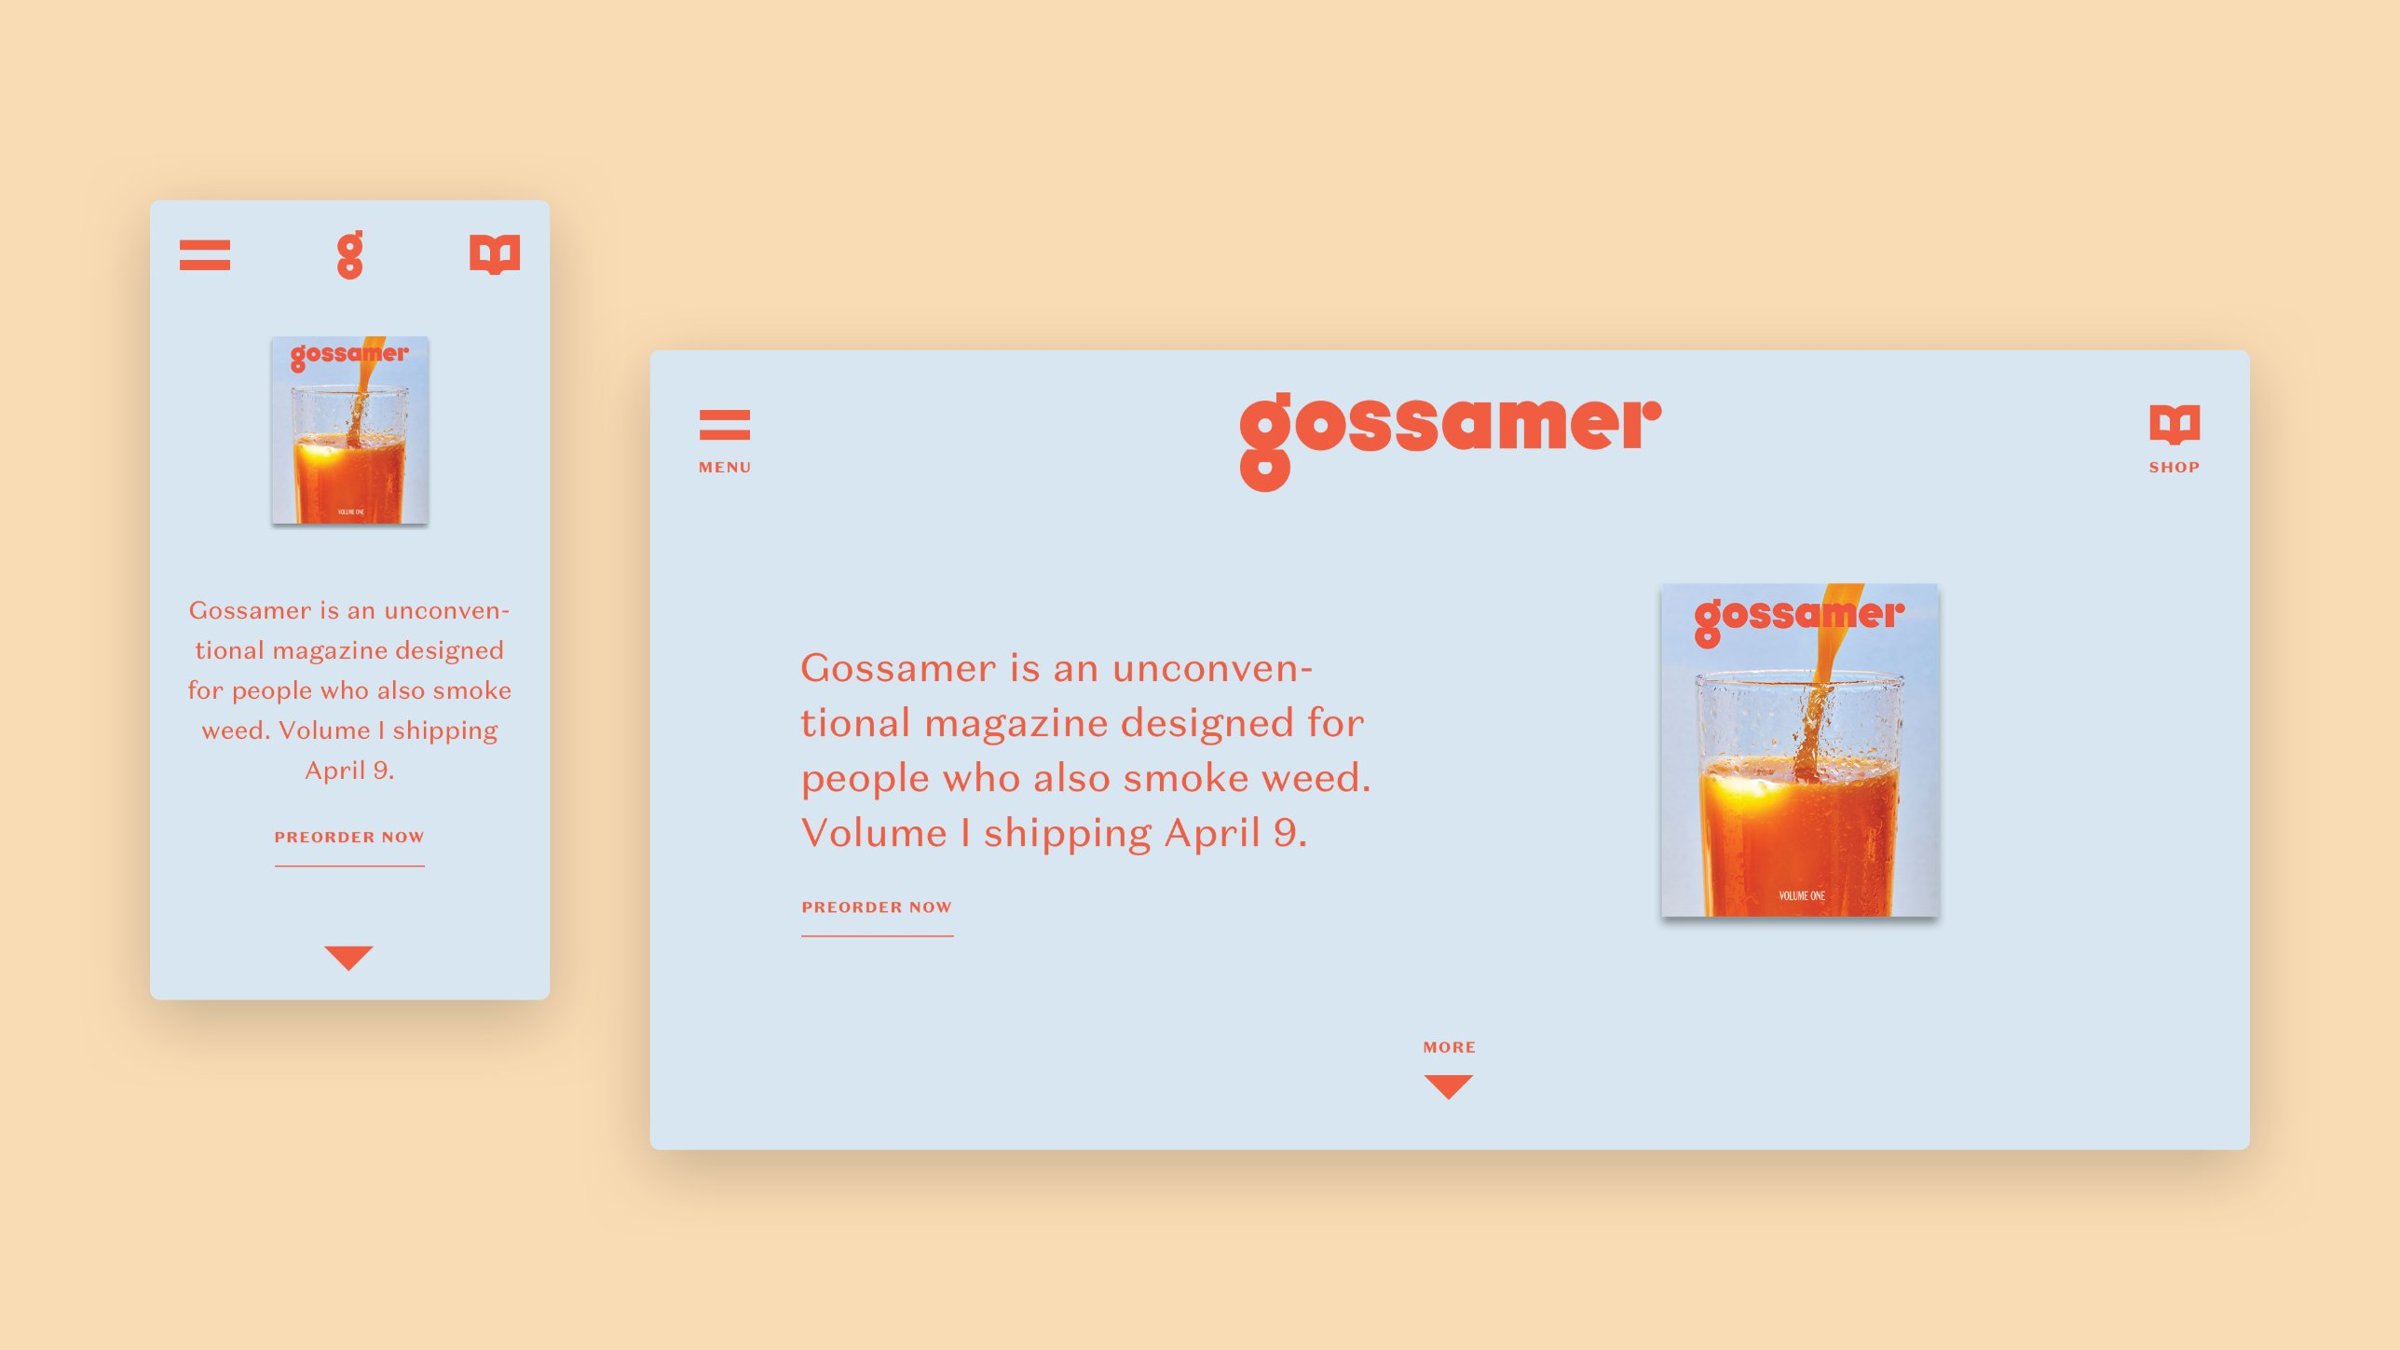 g
gossamer
VOLUME ONE
Gossamer is an unconven-
tional magazine designed
for people who also smoke
weed. Volume I shipping
April 9.
PREORDER NOW
MENU
gossamer
SHOP
Gossamer is an unconven-
tional magazine designed for
people who also smoke weed.
Volume I shipping April 9.
PREORDER NOW
gossamer
VOLUME ONE
MORE